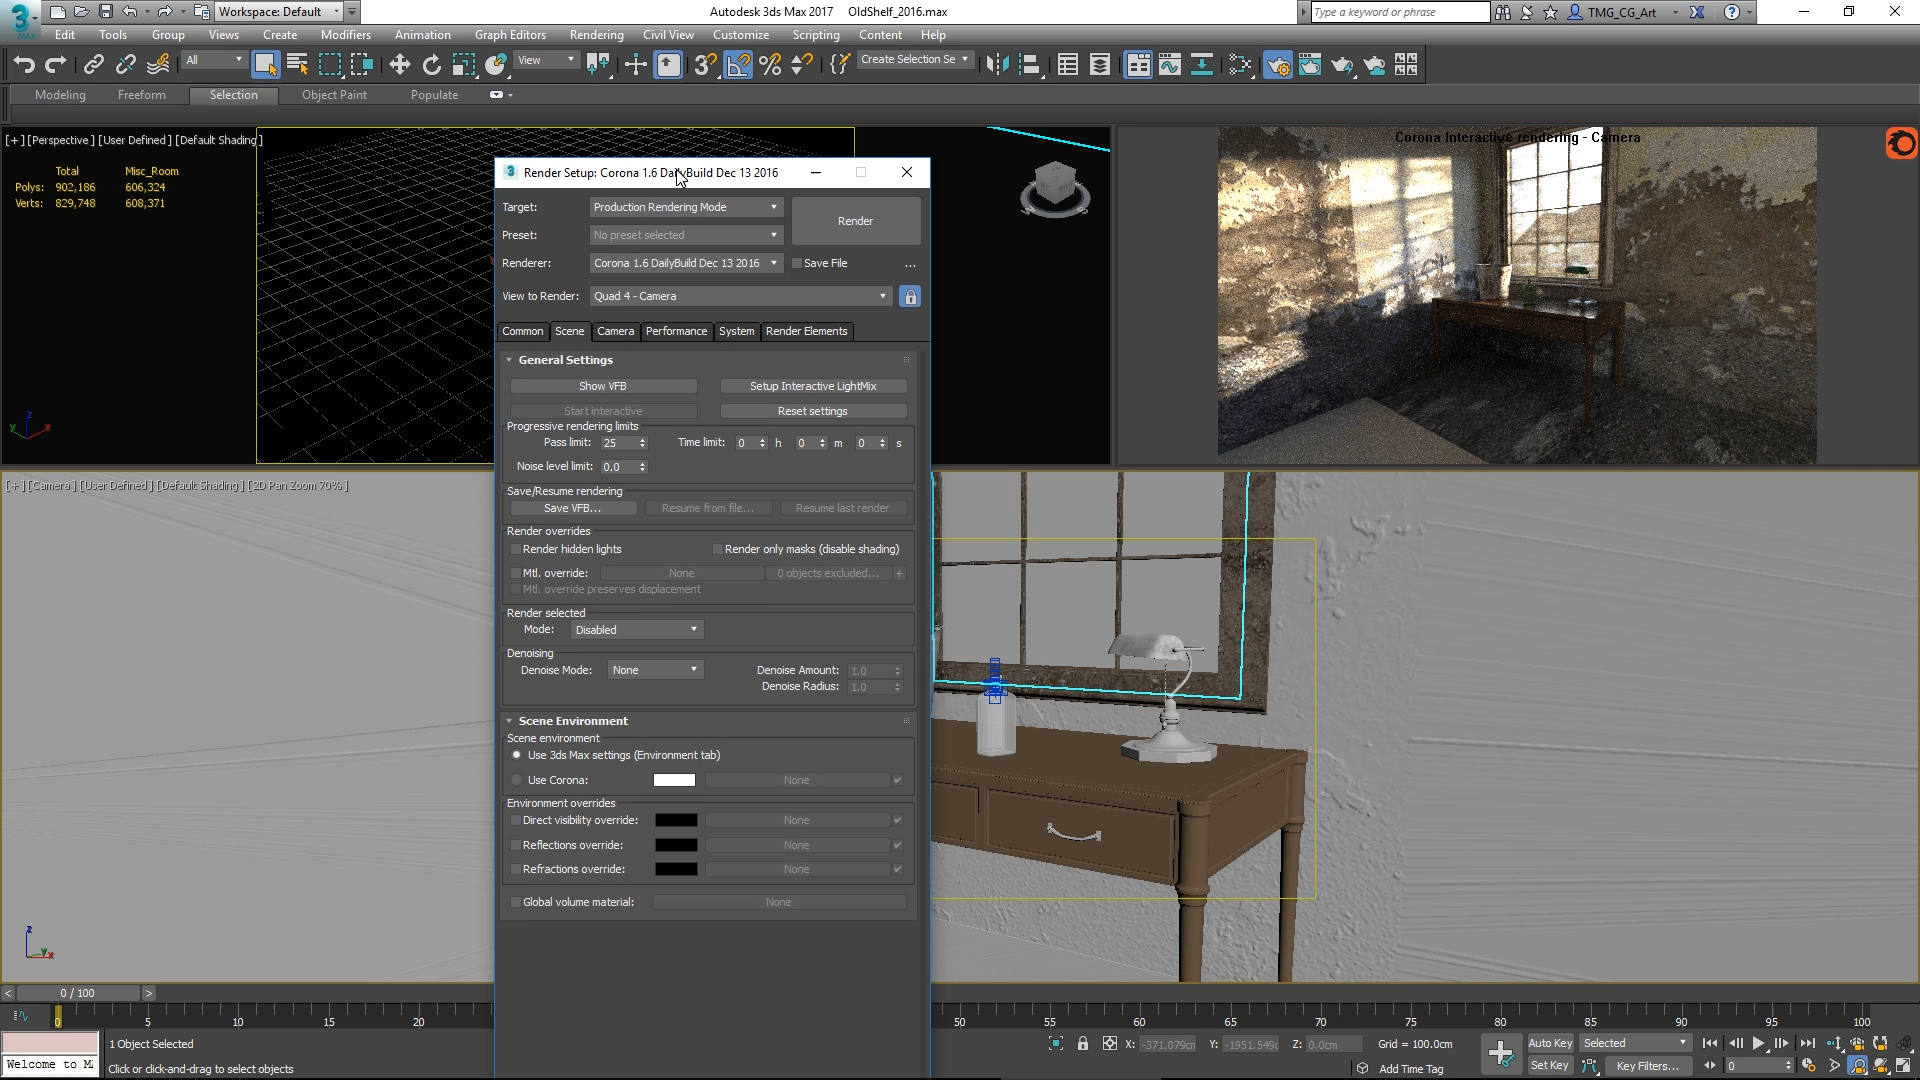 Workspace: Default
Autodesk 3ds Max 2017 OldShelf_2016.max
Type a keyword or phrase
TMG_CG_Art
MAX
Edit Tools Group Views Create Modifiers Animation Graph Editors Rendering Civil View Customize Scripting Content Help
All
View
Create Selection Se
Modeling Freeform Selection Object Paint Populate
[+] [Perspective ] [User Defined ] [Default Shading ]
Total Misc_Room
Polys: 902,186 606,324
Verts: 829,748 608,371
Corona Interactive rendering - Camera
Render Setup: Corona 1.6 DailyBuild Dec 13 2016
Target: Production Rendering Mode
Render
Preset: No preset selected
Renderer: Corona 1.6 DailyBuild Dec 13 2016
Save File ...
View to Render: Quad 4 - Camera
Common Scene Camera Performance System Render Elements
General Settings
Show VFB Setup Interactive LightMix
Start interactive Reset settings
Progressive rendering limits
Pass limit: 25 Time limit: 0 h 0 m 0 s
Noise level limit: 0.0
Save/Resume rendering
Save VFB... Resume from file... Resume last render
Render overrides
Render hidden lights Render only masks (disable shading)
Mtl. override: None 0 objects excluded... +
Mtl. override preserves displacement
Render selected
Mode: Disabled
Denoising
Denoise Mode: None Denoise Amount: 1.0
Denoise Radius: 1.0
Scene Environment
Scene environment
Use 3ds Max settings (Environment tab)
Use Corona: None
Environment overrides
Direct visibility override: None
Reflections override: None
Refractions override: None
Global volume material: None
[+] [Camera ] [User Defined ] [Default Shading ] [2D Pan Zoom 70% ]
< 0 / 100 >
0 5 10 15 20 50 55 60 65 70 75 80 85 90 95 100
1 Object Selected
X: -371.079cm Y: -1951.549c Z: 0.0cm Grid = 100.0cm
Auto Key Selected
Welcome to M
Click or click-and-drag to select objects
Add Time Tag
Set Key Key Filters... 0